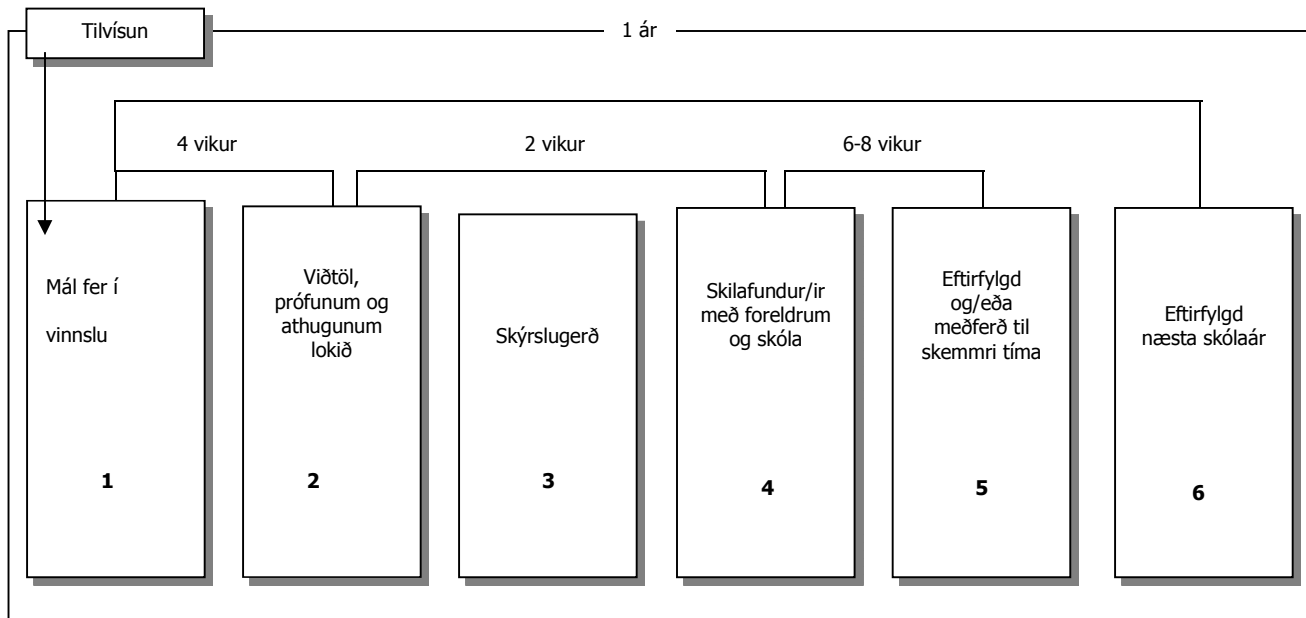 Tilvísun
1 ár
4 vikur
2 vikur
6-8 vikur
Mál fer í
vinnslu
1
Viðtöl,
prófunum og
athugunum
lokið
2
Skýrslugerð
3
Skilafundur/ir
með foreldrum
og skóla
4
Eftirfylgd
og/eða
meðferð til
skemmri tíma
5
Eftirfylgd
næsta skólaár
6